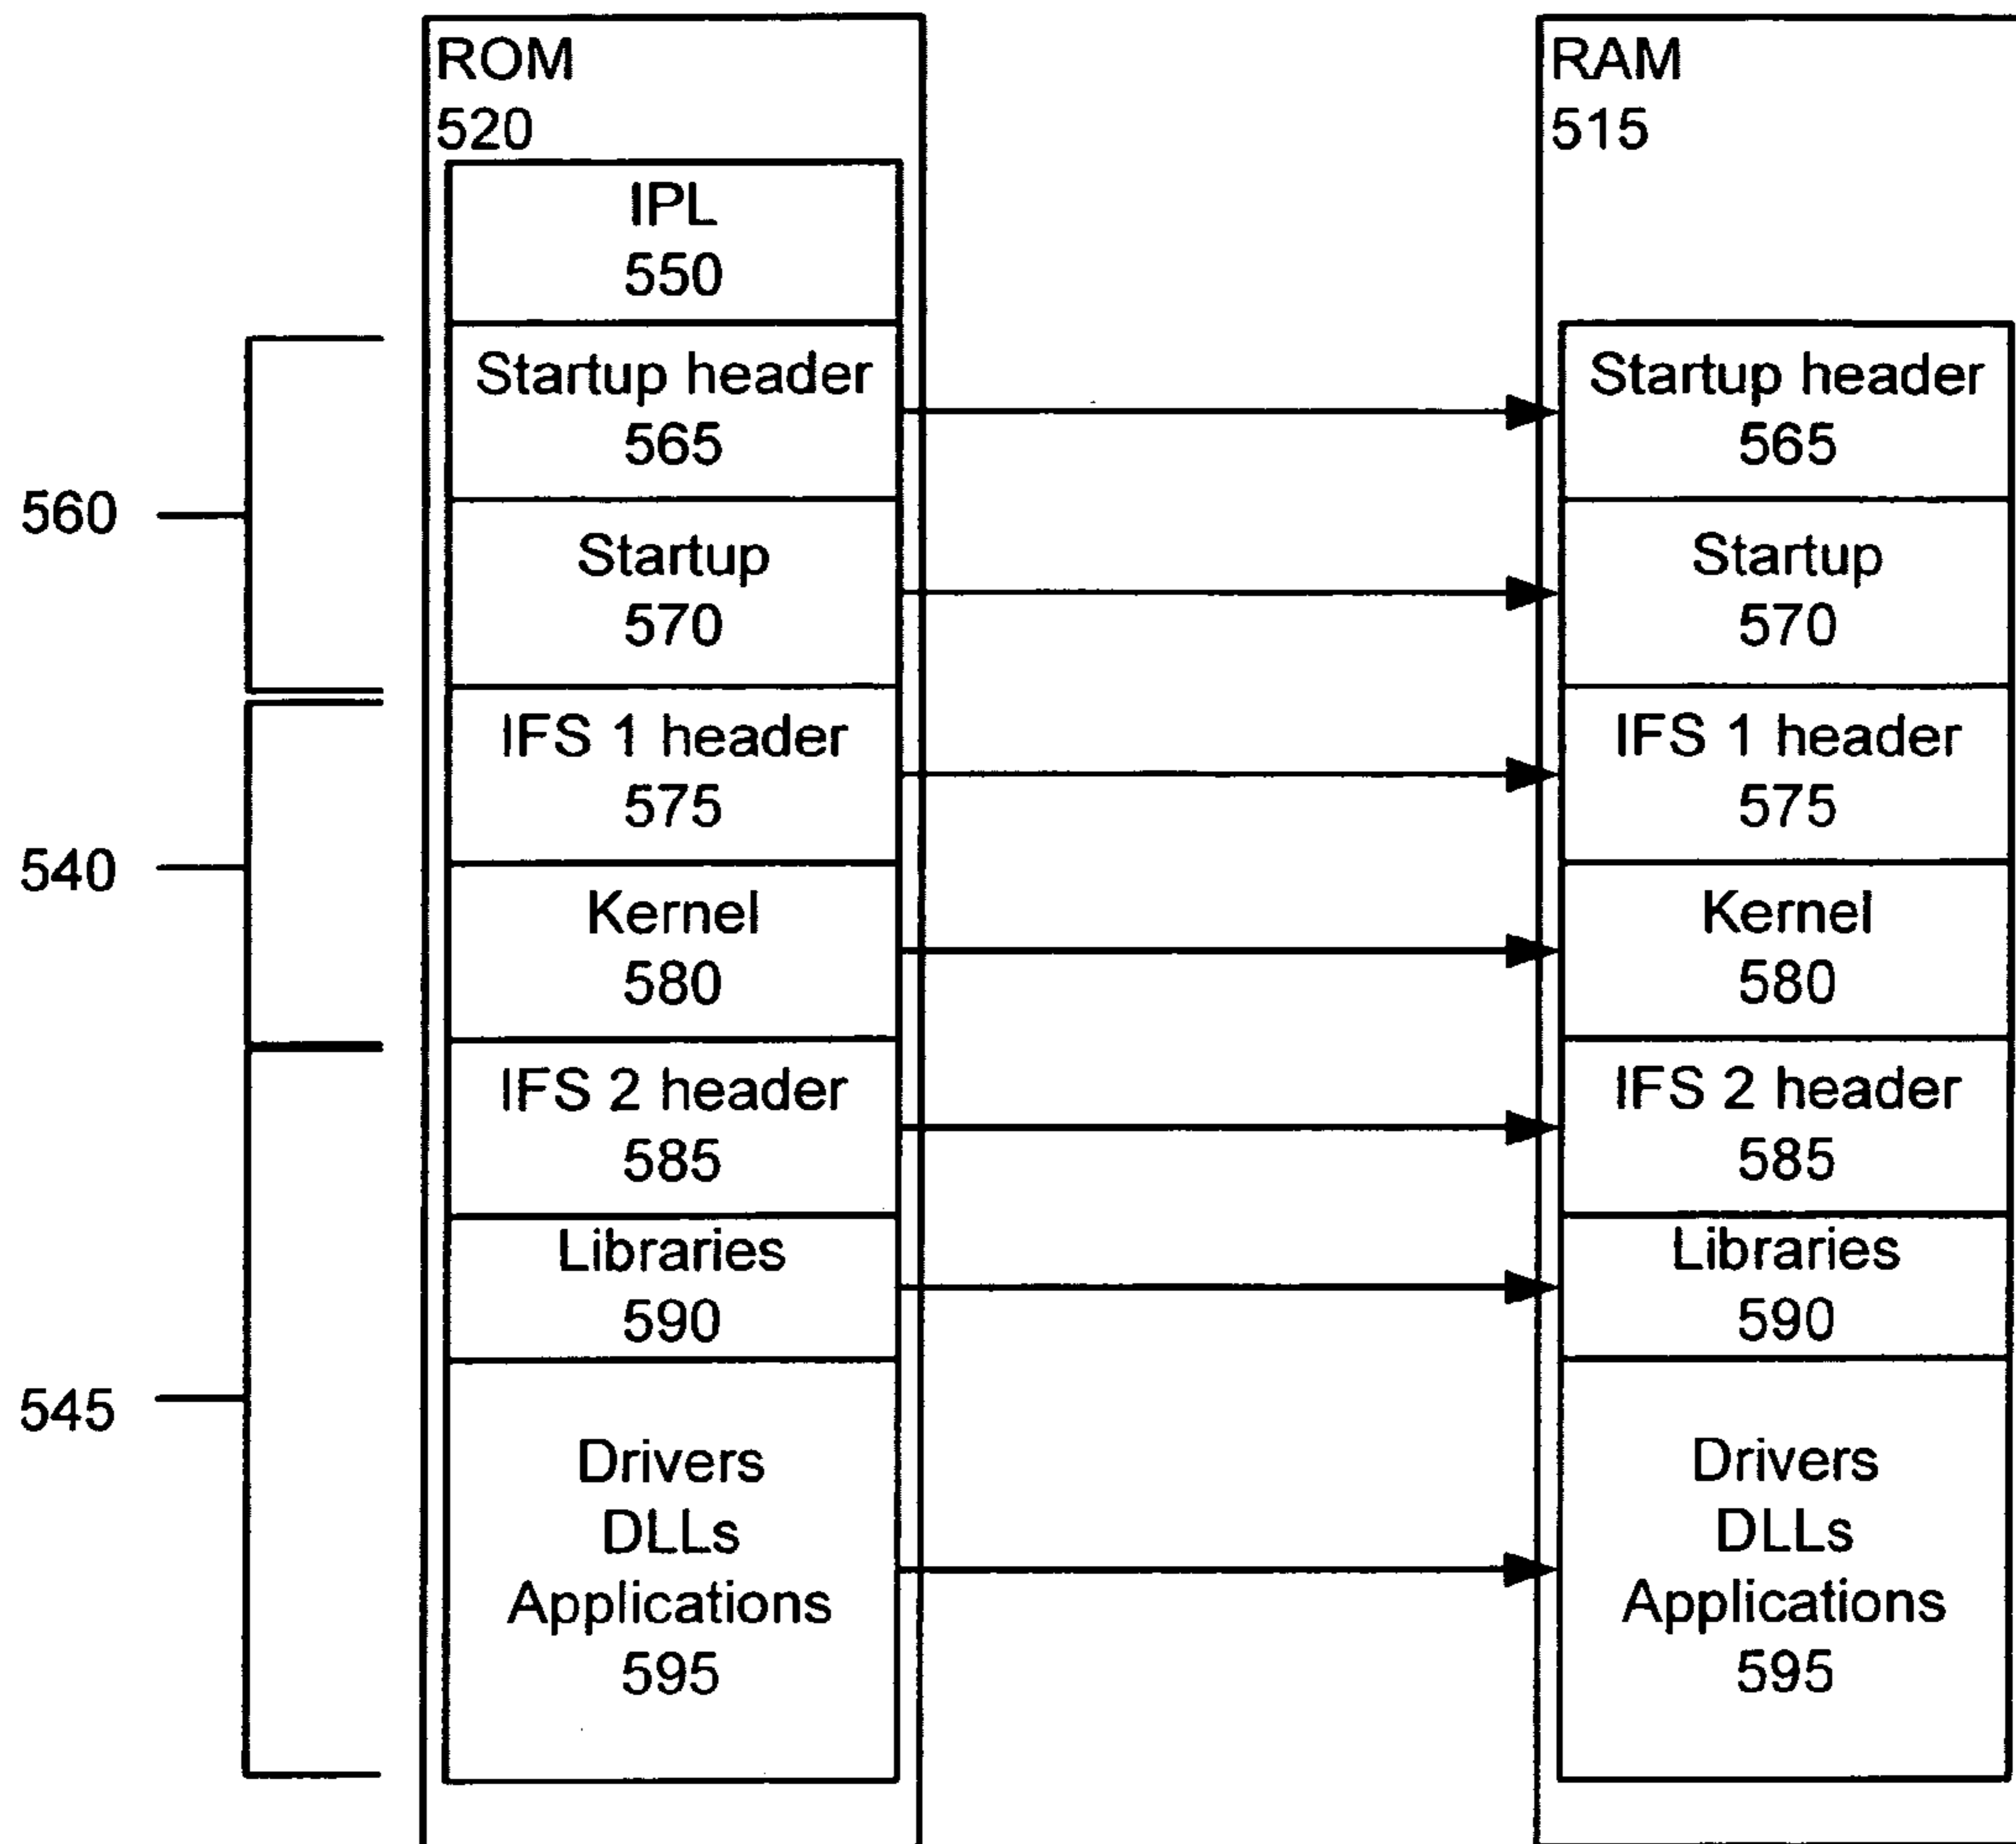 ROM
520
IPL
550
Startup header
565
Startup
570
IFS 1 header
575
Kernel
580
IFS 2 header
585
Libraries
590
Drivers
DLLs
Applications
595
560
540
545
RAM
515
Startup header
565
Startup
570
IFS 1 header
575
Kernel
580
IFS 2 header
585
Libraries
590
Drivers
DLLs
Applications
595